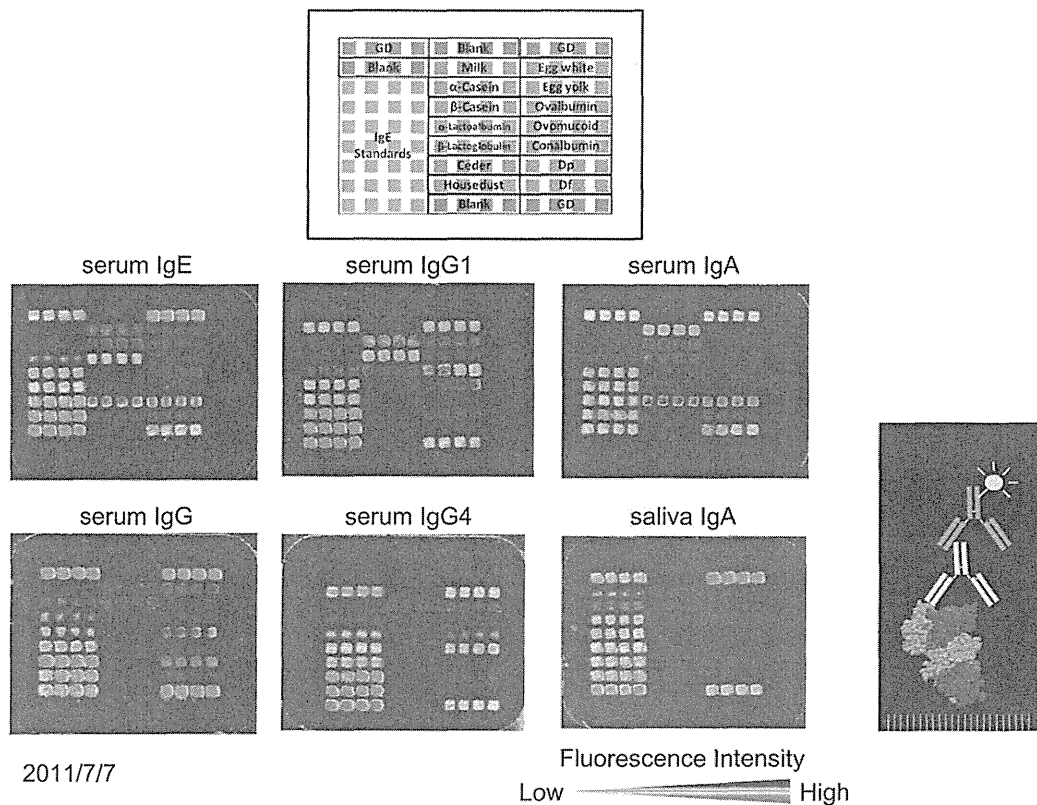 GD Blank GD
Blank Milk Egg white
α-Casein Egg yolk
β-Casein Ovalbumin
α-Lactoalbumin Ovomucoid
IgE Standards
β-Lactoglobulin Conalbumin
Ceder Dp
Housedust Df
Blank GD
serum IgE serum IgG1 serum IgA
serum IgG serum IgG4 saliva IgA
2011/7/7
Fluorescence Intensity
Low High